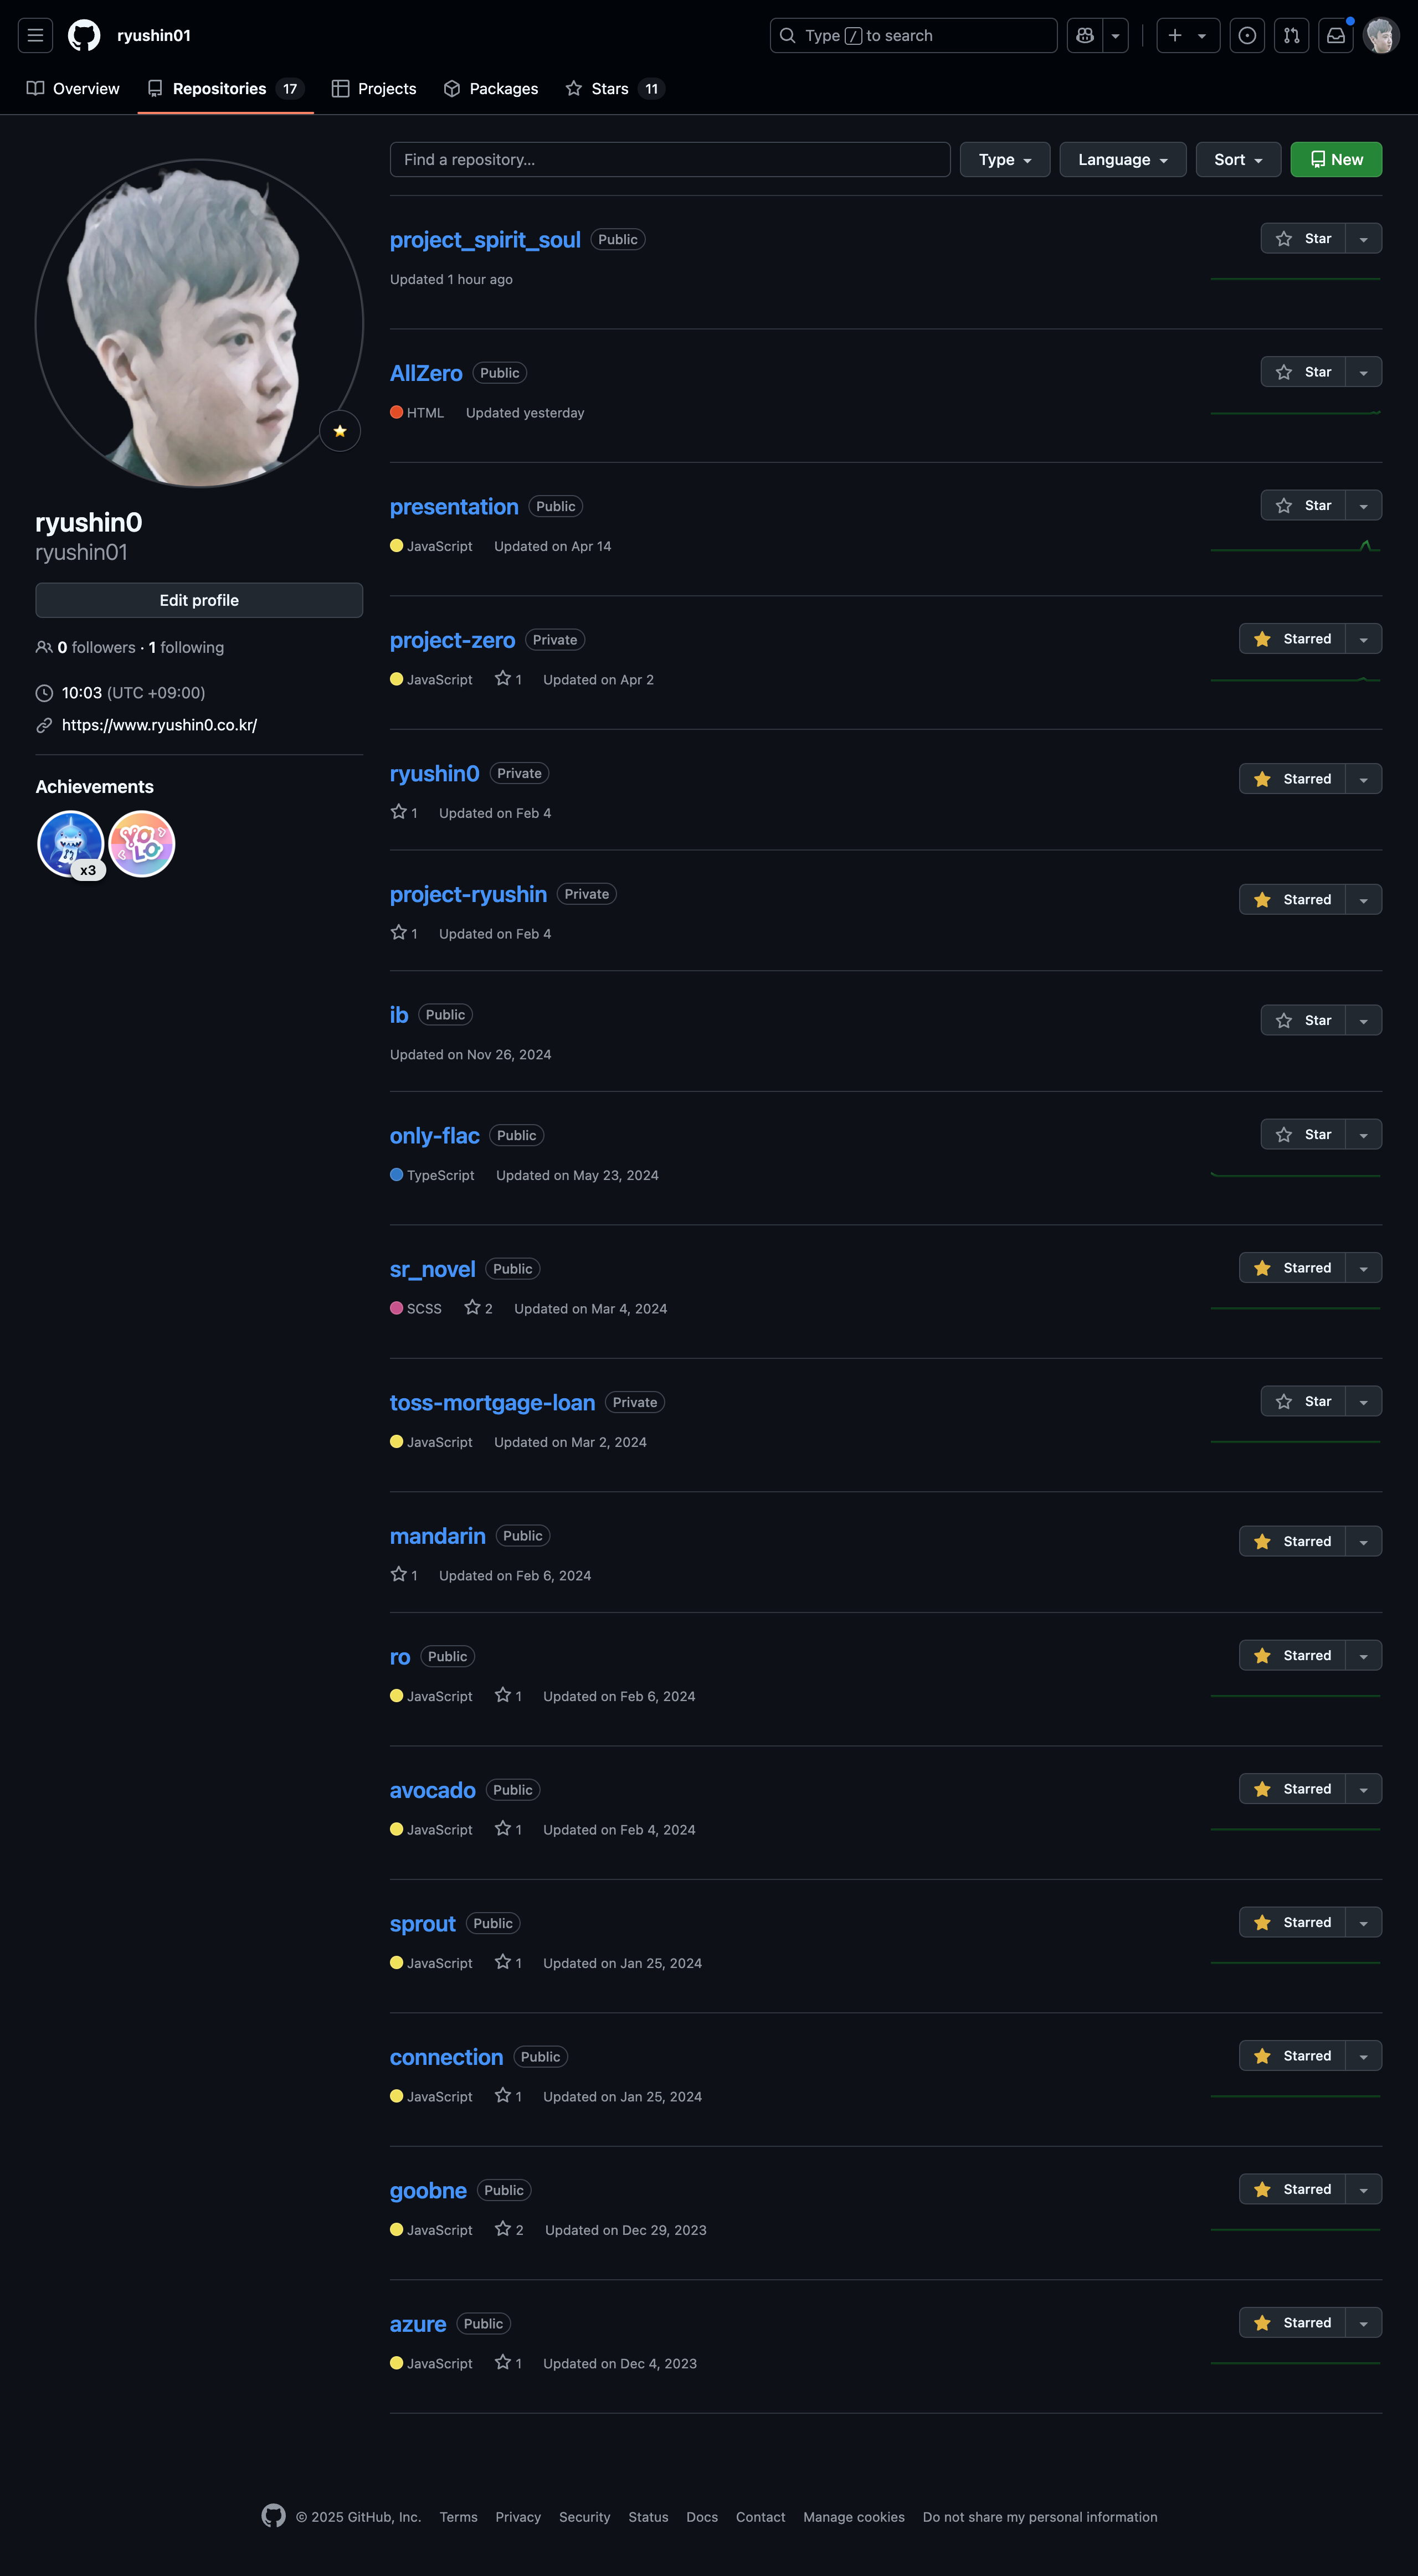 ryushin01
Type / to search
Overview
Repositories 17
Projects
Packages
Stars 11
ryushin0
ryushin01
Edit profile
0 followers · 1 following
10:03 (UTC +09:00)
https://www.ryushin0.co.kr/
Achievements
x3
YOLO
Find a repository...
Type
Language
Sort
New
project_spirit_soul Public
Star
Updated 1 hour ago
AllZero Public
Star
HTML Updated yesterday
presentation Public
Star
JavaScript Updated on Apr 14
project-zero Private
Starred
JavaScript 1 Updated on Apr 2
ryushin0 Private
Starred
1 Updated on Feb 4
project-ryushin Private
Starred
1 Updated on Feb 4
ib Public
Star
Updated on Nov 26, 2024
only-flac Public
Star
TypeScript Updated on May 23, 2024
sr_novel Public
Starred
SCSS 2 Updated on Mar 4, 2024
toss-mortgage-loan Private
Star
JavaScript Updated on Mar 2, 2024
mandarin Public
Starred
1 Updated on Feb 6, 2024
ro Public
Starred
JavaScript 1 Updated on Feb 6, 2024
avocado Public
Starred
JavaScript 1 Updated on Feb 4, 2024
sprout Public
Starred
JavaScript 1 Updated on Jan 25, 2024
connection Public
Starred
JavaScript 1 Updated on Jan 25, 2024
goobne Public
Starred
JavaScript 2 Updated on Dec 29, 2023
azure Public
Starred
JavaScript 1 Updated on Dec 4, 2023
© 2025 GitHub, Inc. Terms Privacy Security Status Docs Contact Manage cookies Do not share my personal information